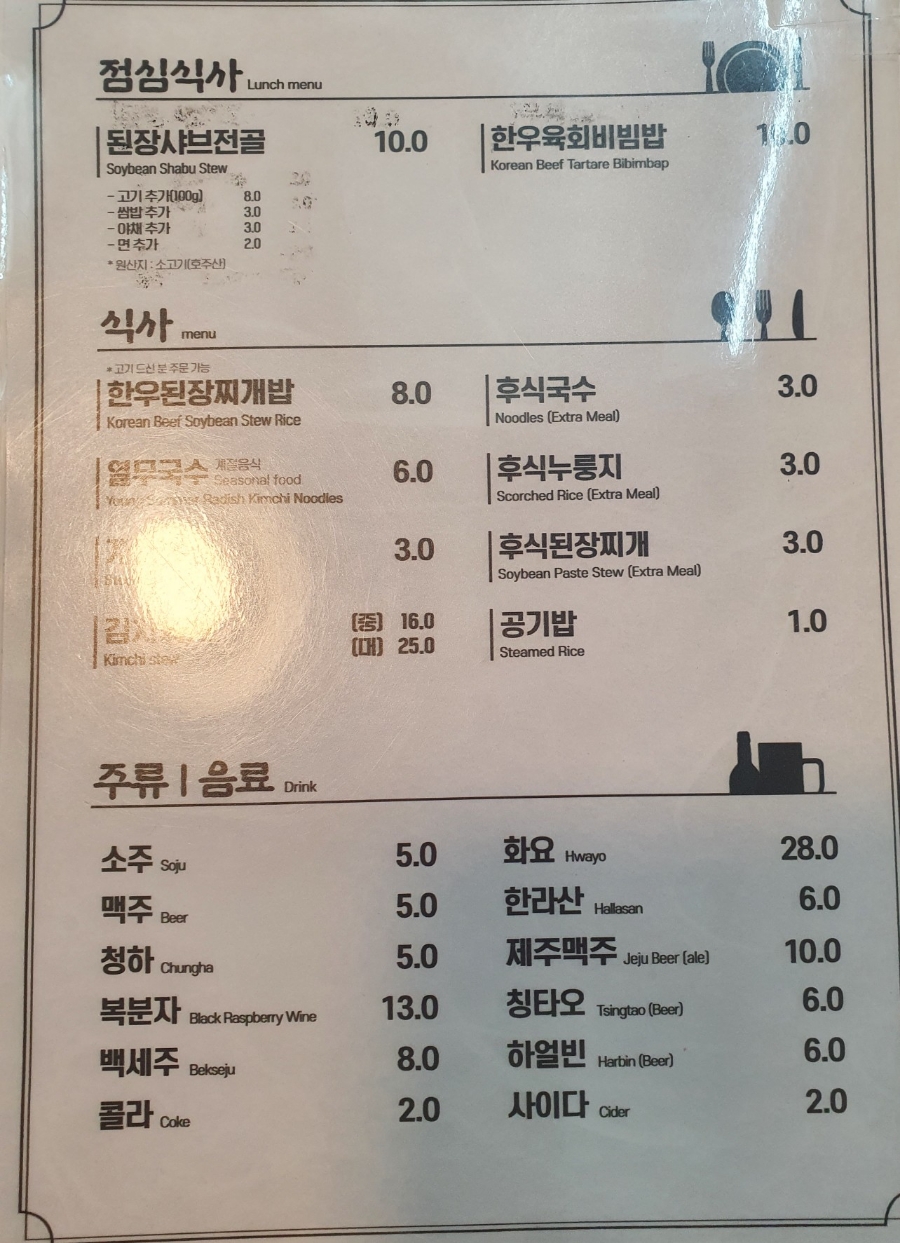 점심식사 Lunch menu
된장샤브전골 10.0
Soybean Shabu Stew
- 고기 추가(100g) 8.0
- 쌈밥 추가 3.0
- 야채 추가 3.0
- 면 추가 2.0
* 원산지 : 소고기(호주산)
한우육회비빔밥
Korean Beef Tartare Bibimbap
식사 menu
* 고기 드신 분 주문 가능
한우된장찌개밥 8.0
Korean Beef Soybean Stew Rice
열무국수 계절음식 6.0
Seasonal food
Young Summer Radish Kimchi Noodles
3.0
(중) 16.0
(대) 25.0
Kimchi stew
후식국수 3.0
Noodles (Extra Meal)
후식누룽지 3.0
Scorched Rice (Extra Meal)
후식된장찌개 3.0
Soybean Paste Stew (Extra Meal)
공기밥 1.0
Steamed Rice
주류 | 음료 Drink
소주 Soju 5.0
맥주 Beer 5.0
청하 Chungha 5.0
복분자 Black Raspberry Wine 13.0
백세주 Bekseju 8.0
콜라 Coke 2.0
화요 Hwayo 28.0
한라산 Hallasan 6.0
제주맥주 Jeju Beer (ale) 10.0
칭타오 Tsingtao (Beer) 6.0
하얼빈 Harbin (Beer) 6.0
사이다 Cider 2.0